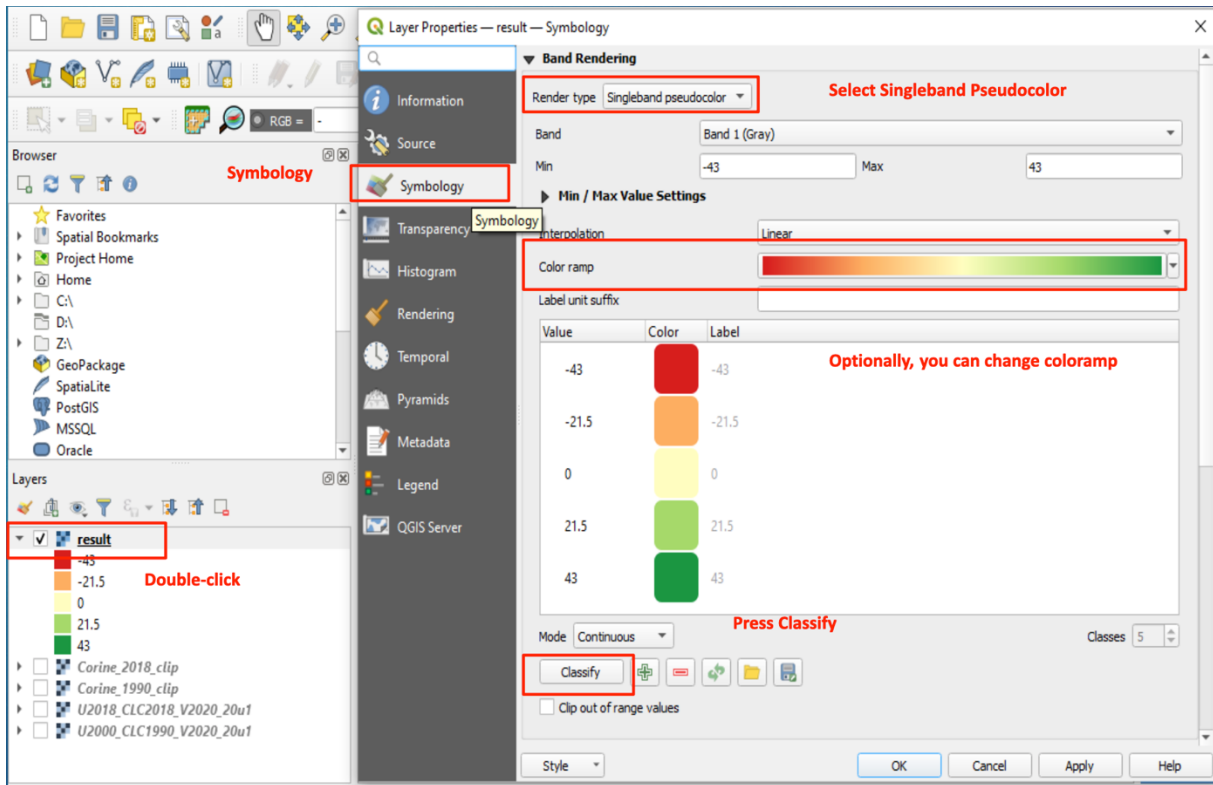 Layer Properties — result — Symbology
RGB = -
Browser
Symbology
Favorites
Spatial Bookmarks
Project Home
Home
C:\
D:\
Z:\
GeoPackage
SpatiaLite
PostGIS
MSSQL
Oracle
Layers
result
-43
-21.5
0
21.5
43
Double-click
Corine_2018_clip
Corine_1990_clip
U2018_CLC2018_V2020_20u1
U2000_CLC1990_V2020_20u1
Information
Source
Symbology
Symbology
Transparency
Histogram
Rendering
Temporal
Pyramids
Metadata
Legend
QGIS Server
Band Rendering
Render type Singleband pseudocolor
Select Singleband Pseudocolor
Band Band 1 (Gray)
Min -43 Max 43
Min / Max Value Settings
Interpolation Linear
Color ramp
Label unit suffix
Value Color Label
-43 -43
Optionally, you can change coloramp
-21.5 -21.5
0 0
21.5 21.5
43 43
Press Classify
Mode Continuous Classes 5
Classify
Clip out of range values
Style OK Cancel Apply Help